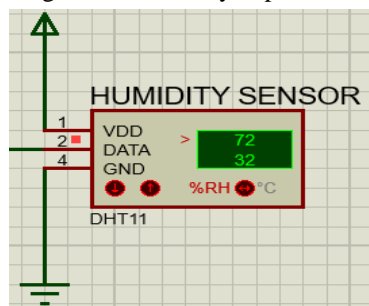 HUMIDITY SENSOR
1 VDD
2 DATA
4 GND
> 72
32
%RH °C
DHT11